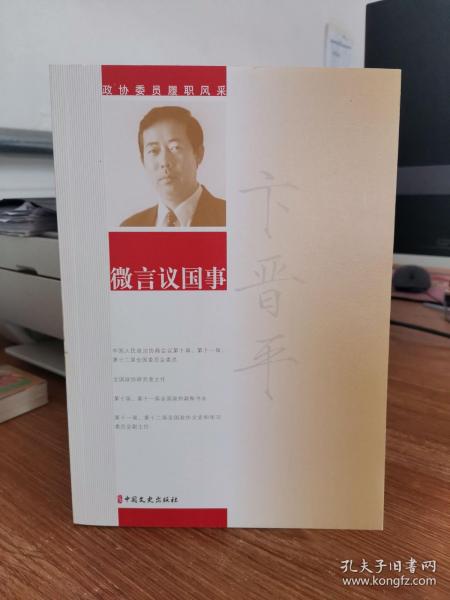 政协委员履职风采
卞晋平
微言议国事
中国人民政治协商会议第十届、第十一届、
第十二届全国委员会委员
全国政协研究室主任
第十届、第十一届全国政协副秘书长
第十一届、第十二届全国政协文史和学习
委员会副主任
中国文史出版社
孔夫子旧书网
www.kongfz.com